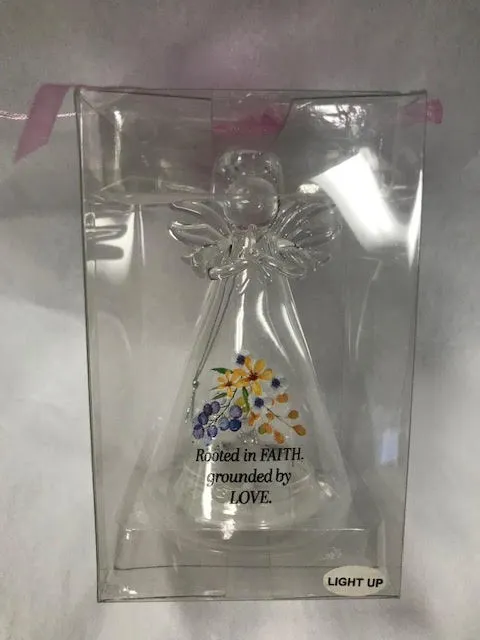 Rooted in FAITH.
grounded by
LOVE.
LIGHT UP